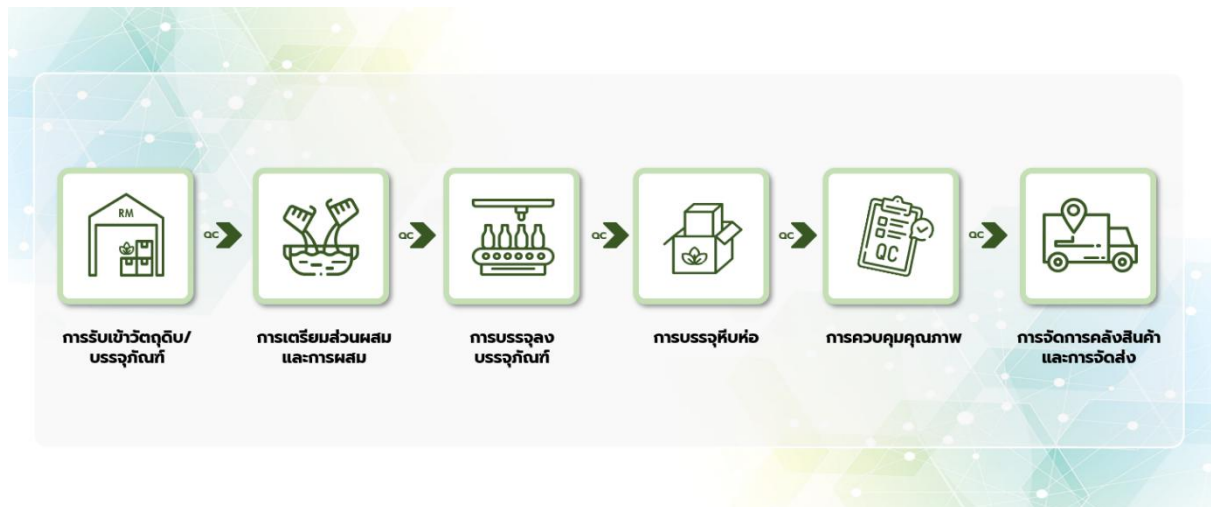 RM
QC
QC
QC
QC
QC
QC
การรับเข้าวัตถุดิบ/
บรรจุภัณฑ์
การเตรียมส่วนผสม
และการผสม
การบรรจุลง
บรรจุภัณฑ์
การบรรจุหีบห่อ
การควบคุมคุณภาพ
การจัดการคลังสินค้า
และการจัดส่ง